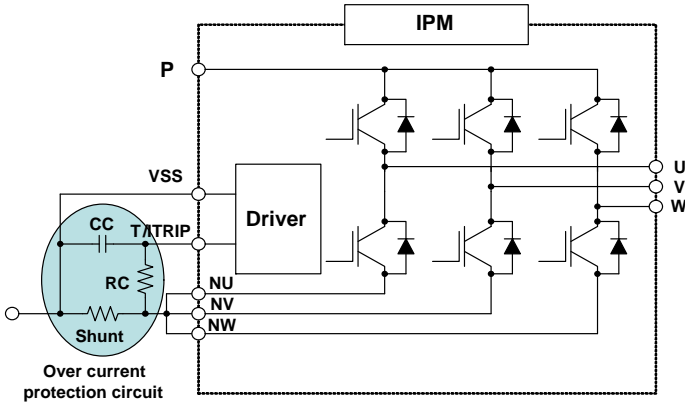 IPM
P
VSS
U
V
W
CC
T/ITRIP
Driver
RC
NU
NV
NW
Shunt
Over current
protection circuit